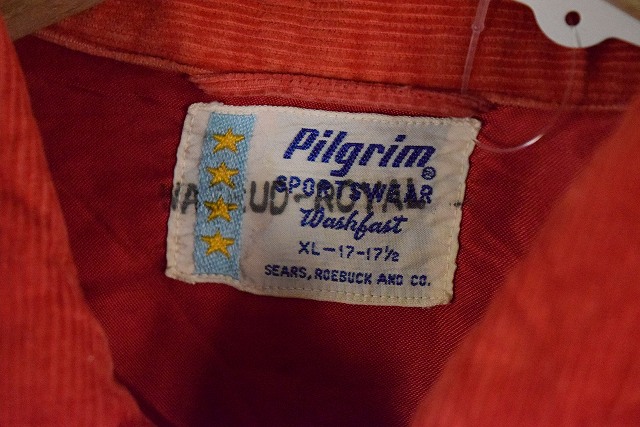 Pilgrim®
SPORTSWEAR
Washfast
XL-17-17½
SEARS, ROEBUCK AND CO.